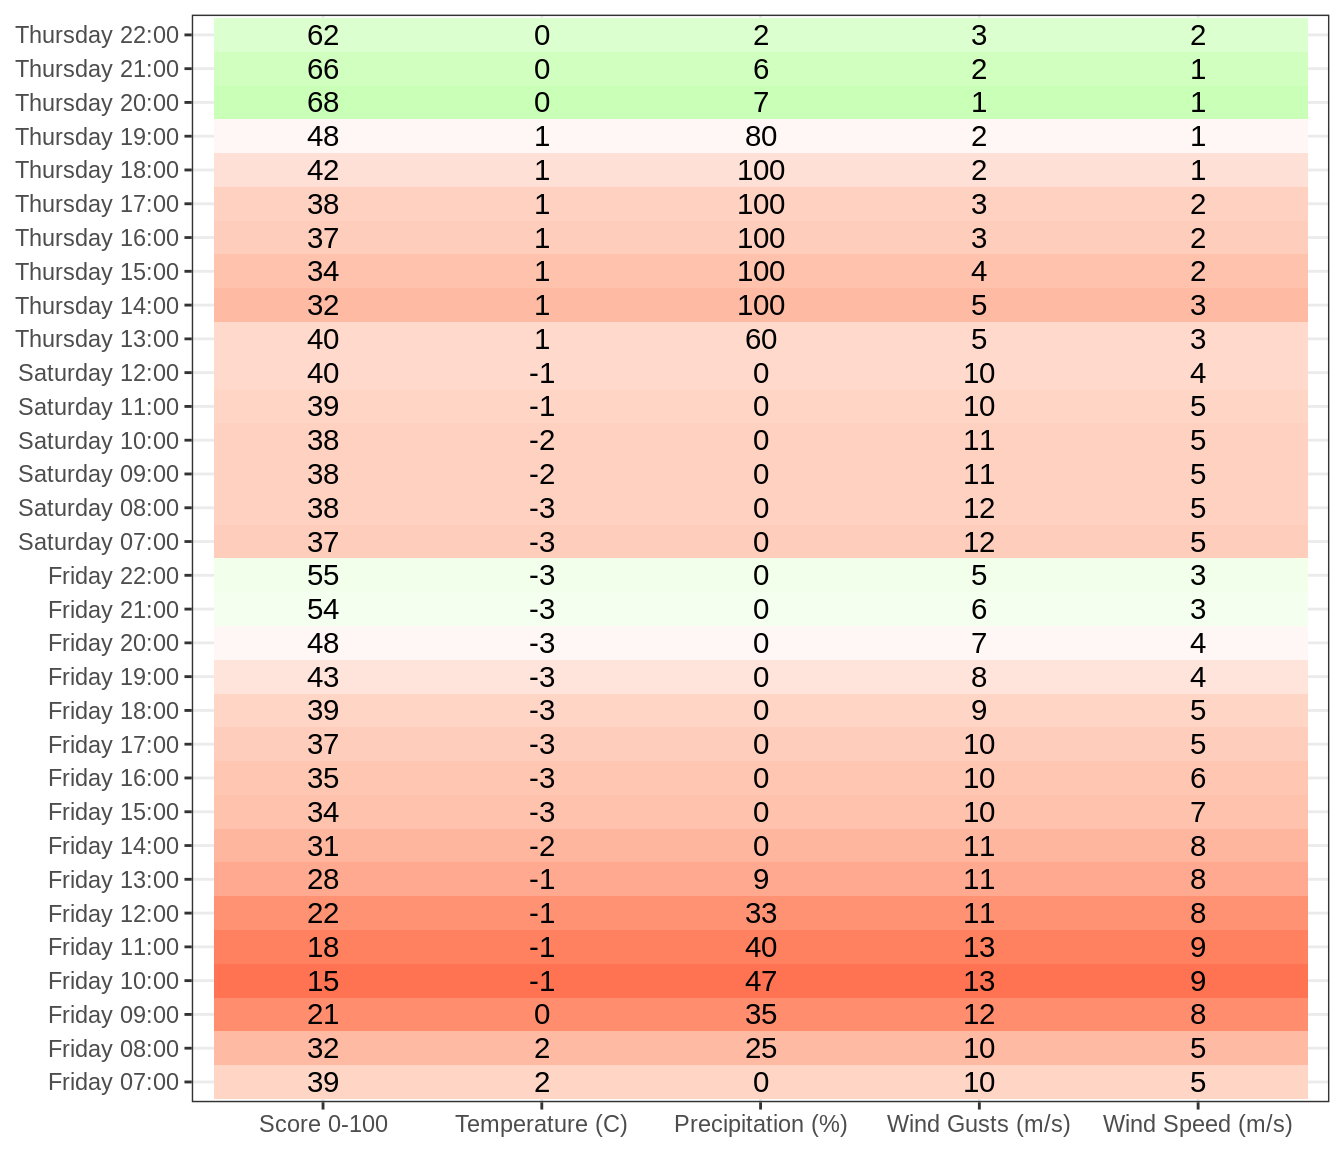 Thursday 22:00 62 0 2 3 2
Thursday 21:00 66 0 6 2 1
Thursday 20:00 68 0 7 1 1
Thursday 19:00 48 1 80 2 1
Thursday 18:00 42 1 100 2 1
Thursday 17:00 38 1 100 3 2
Thursday 16:00 37 1 100 3 2
Thursday 15:00 34 1 100 4 2
Thursday 14:00 32 1 100 5 3
Thursday 13:00 40 1 60 5 3
Saturday 12:00 40 -1 0 10 4
Saturday 11:00 39 -1 0 10 5
Saturday 10:00 38 -2 0 11 5
Saturday 09:00 38 -2 0 11 5
Saturday 08:00 38 -3 0 12 5
Saturday 07:00 37 -3 0 12 5
Friday 22:00 55 -3 0 5 3
Friday 21:00 54 -3 0 6 3
Friday 20:00 48 -3 0 7 4
Friday 19:00 43 -3 0 8 4
Friday 18:00 39 -3 0 9 5
Friday 17:00 37 -3 0 10 5
Friday 16:00 35 -3 0 10 6
Friday 15:00 34 -3 0 10 7
Friday 14:00 31 -2 0 11 8
Friday 13:00 28 -1 9 11 8
Friday 12:00 22 -1 33 11 8
Friday 11:00 18 -1 40 13 9
Friday 10:00 15 -1 47 13 9
Friday 09:00 21 0 35 12 8
Friday 08:00 32 2 25 10 5
Friday 07:00 39 2 0 10 5
Score 0-100 Temperature (C) Precipitation (%) Wind Gusts (m/s) Wind Speed (m/s)